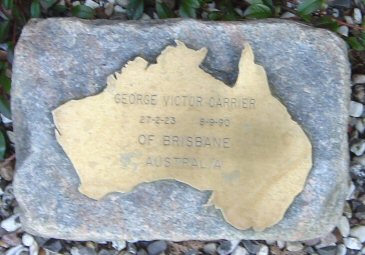 GEORGE VICTOR CARRIER
27-2-23 8-9-90
OF BRISBANE
AUSTRALIA